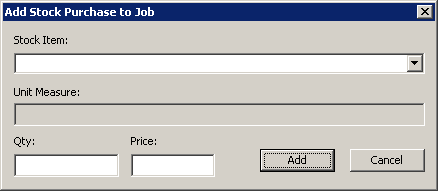 Add Stock Purchase to Job
Stock Item:
Unit Measure:
Qty: Price:
Add Cancel